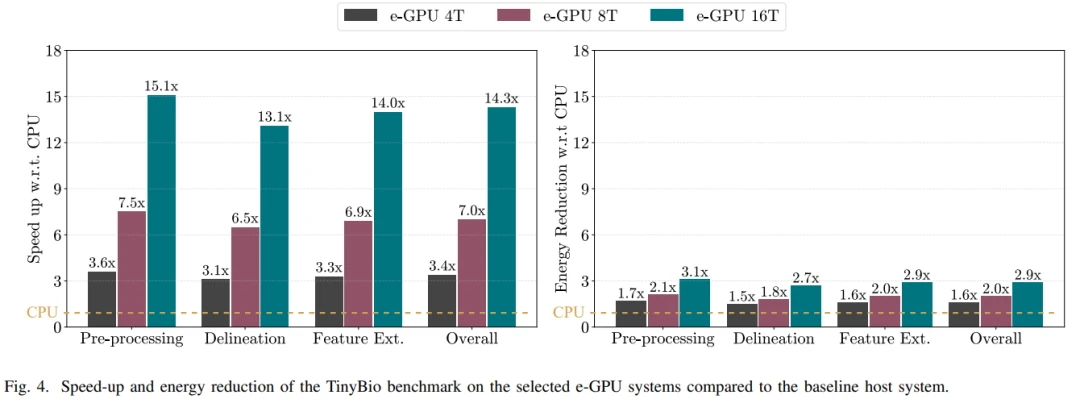 e-GPU 4T e-GPU 8T e-GPU 16T
Speed up w.r.t. CPU
18
15
12
9
6
3
0
CPU
3.6x 7.5x 15.1x
3.1x 6.5x 13.1x
3.3x 6.9x 14.0x
3.4x 7.0x 14.3x
Pre-processing Delineation Feature Ext. Overall
Energy Reduction w.r.t CPU
18
15
12
9
6
3
0
CPU
1.7x 2.1x 3.1x
1.5x 1.8x 2.7x
1.6x 2.0x 2.9x
1.6x 2.0x 2.9x
Pre-processing Delineation Feature Ext. Overall
Fig. 4. Speed-up and energy reduction of the TinyBio benchmark on the selected e-GPU systems compared to the baseline host system.